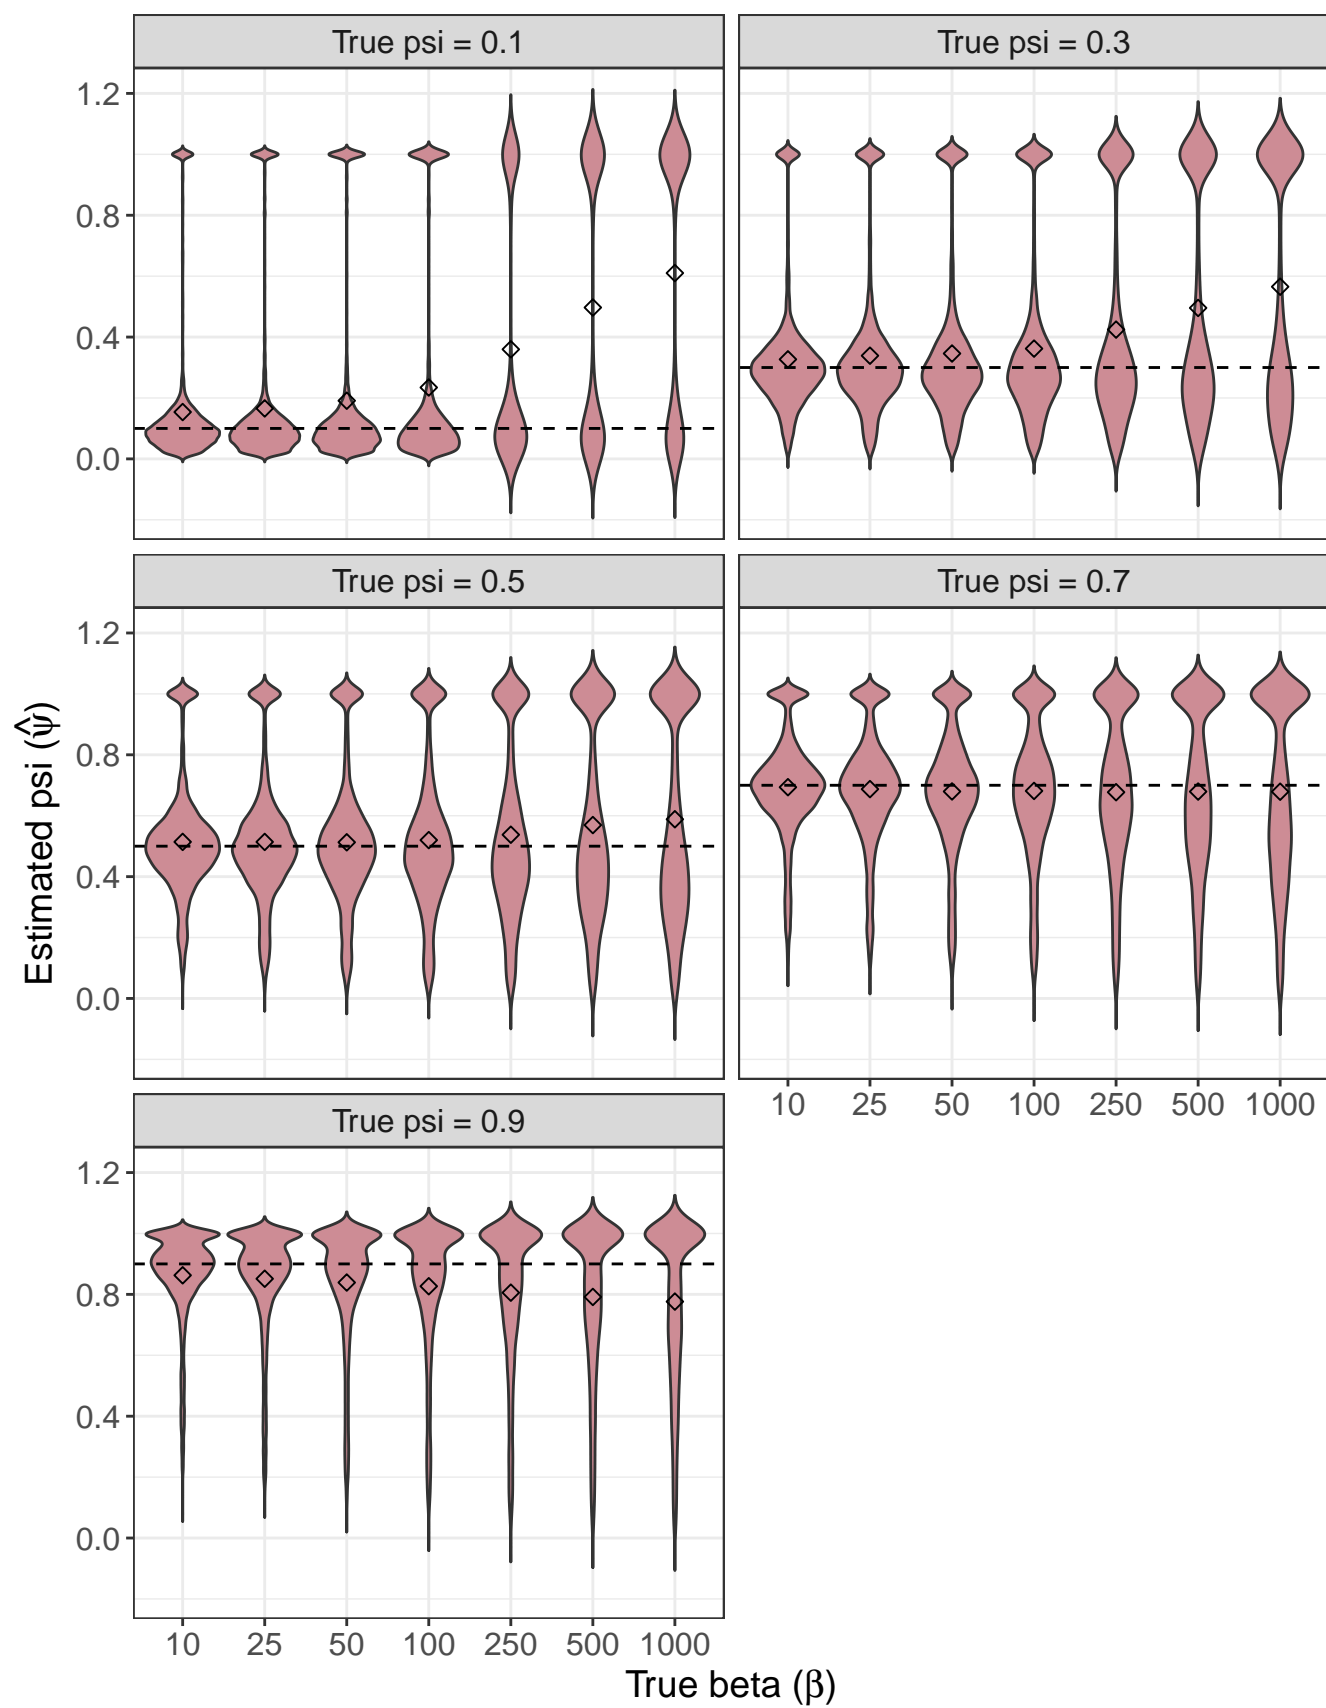 True psi = 0.1
True psi = 0.3
1.2
0.8
0.4
0.0
True psi = 0.5
True psi = 0.7
1.2
0.8
0.4
0.0
10 25 50 100 250 500 1000
True psi = 0.9
1.2
0.8
0.4
0.0
10 25 50 100 250 500 1000
Estimated psi (ψ̂)
True beta (β)